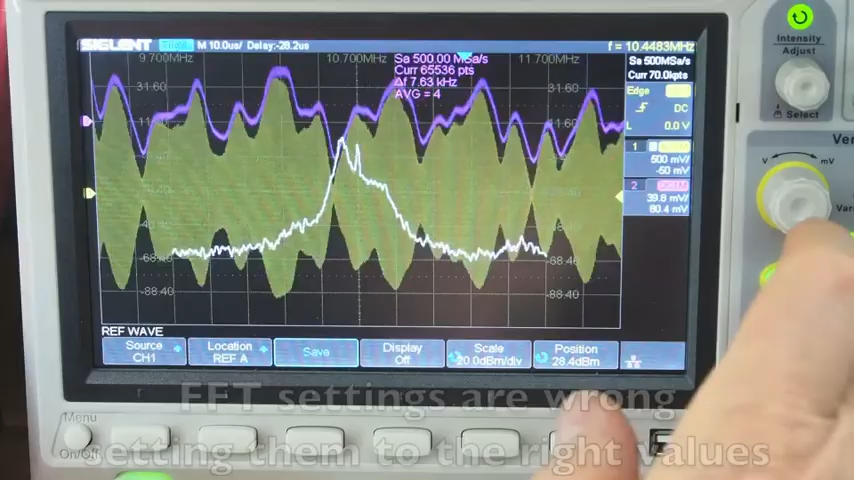 SIGLENT M 10.0us/ Delay:-28.2us f = 10.4483MHz
9.700MHz 10.700MHz 11.700MHz
Sa 500.00 MSa/s
Curr 65536 pts
Δf 7.63 kHz
AVG = 4
31.60 31.60
11.60
-68.40
-88.40 -88.40
Sa 500MSa/s
Curr 70.0kpts
Edge
DC
L 0.0 V
1
500 mV/
-50 mV
2
39.8 mV/
80.4 mV
REF WAVE
Source
CH1
Location
REF A
Save
Display
Off
Scale
20.0dBm/div
Position
28.4dBm
FFT settings are wrong
setting them to the right values
Menu
On/Off
Intensity
Adjust
Select
Ver
V mV